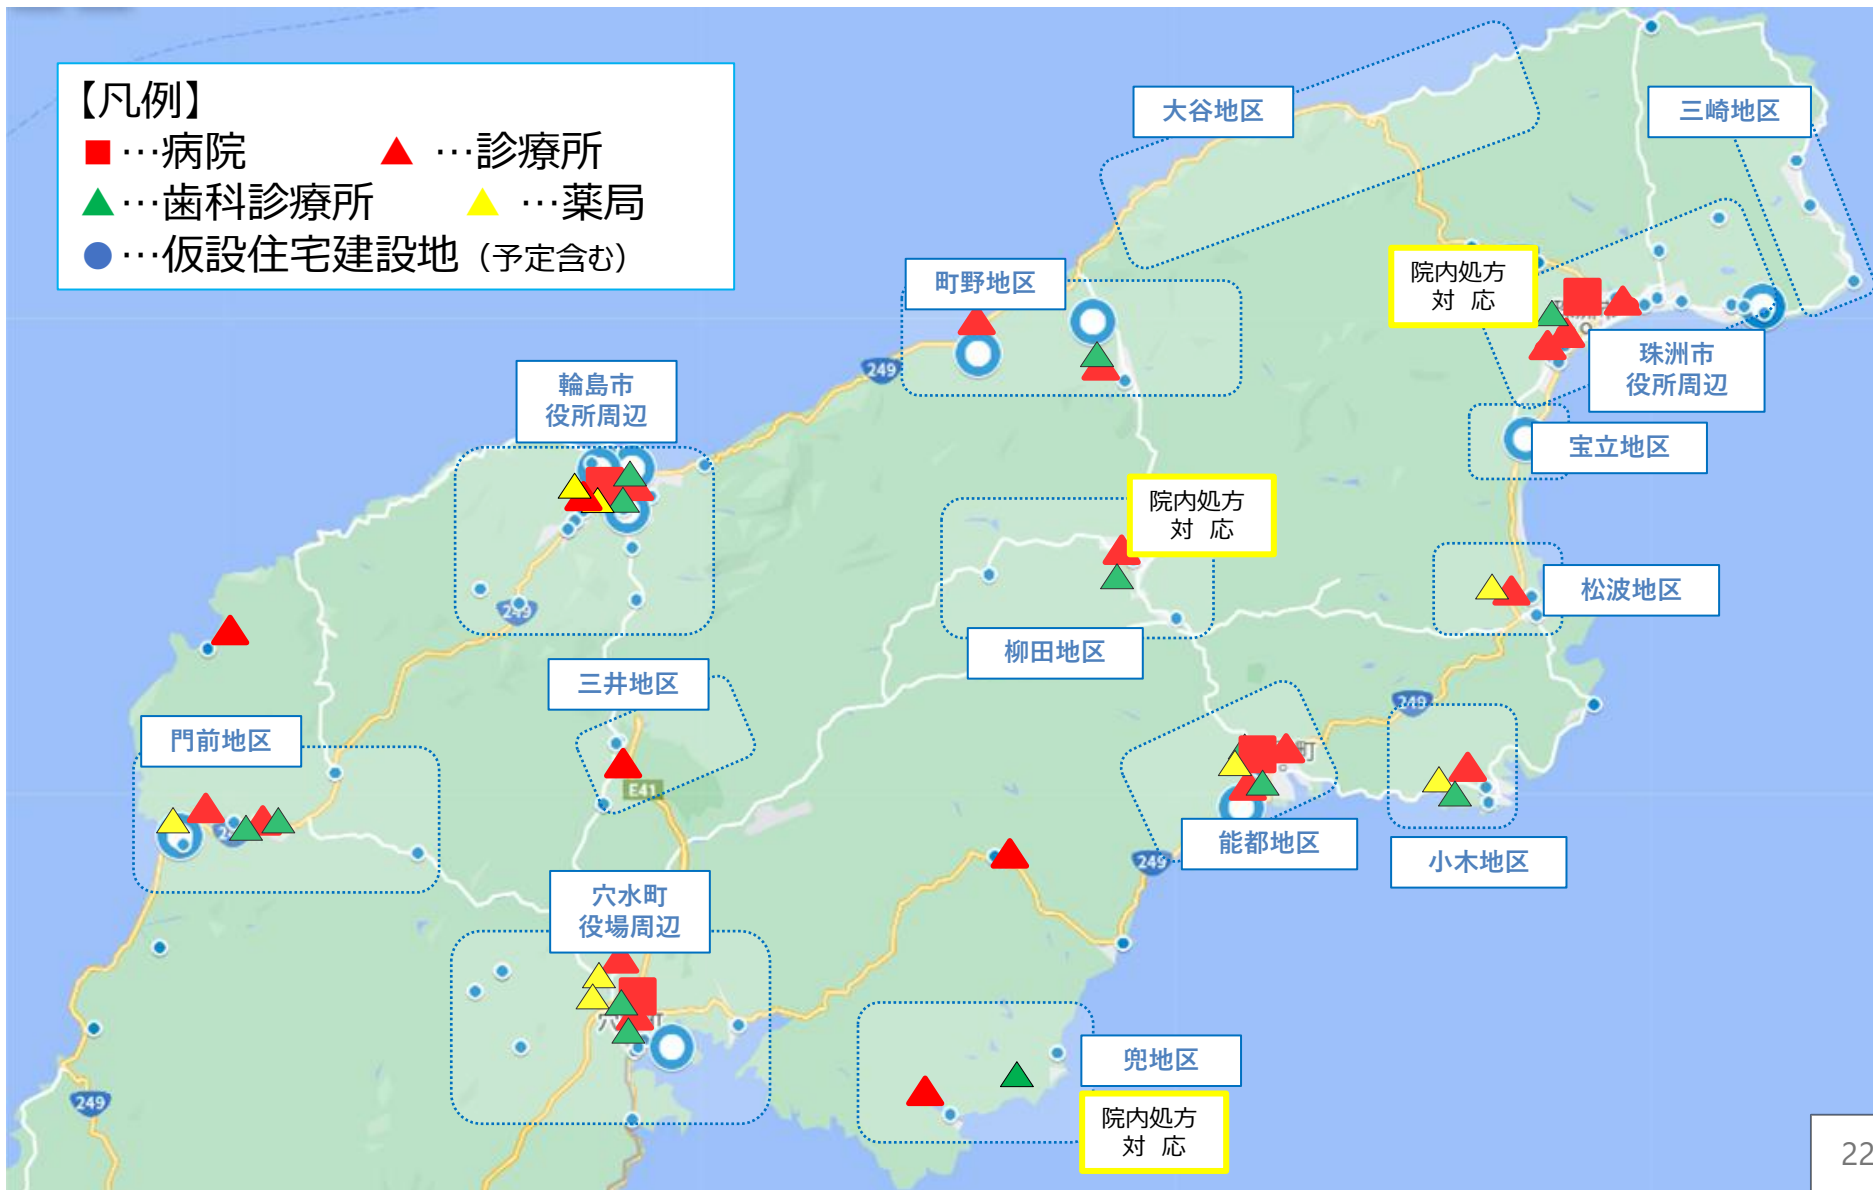 【凡例】
■…病院 ▲…診療所
▲…歯科診療所 ▲…薬局
●…仮設住宅建設地（予定含む）
大谷地区
三崎地区
町野地区
院内処方
対 応
珠洲市
役所周辺
249
輪島市
役所周辺
宝立地区
院内処方
対 応
松波地区
249
柳田地区
三井地区
249
門前地区
町
E41
249
能都地区
小木地区
249
穴水町
役場周辺
穴
町
兜地区
249
院内処方
対 応
22